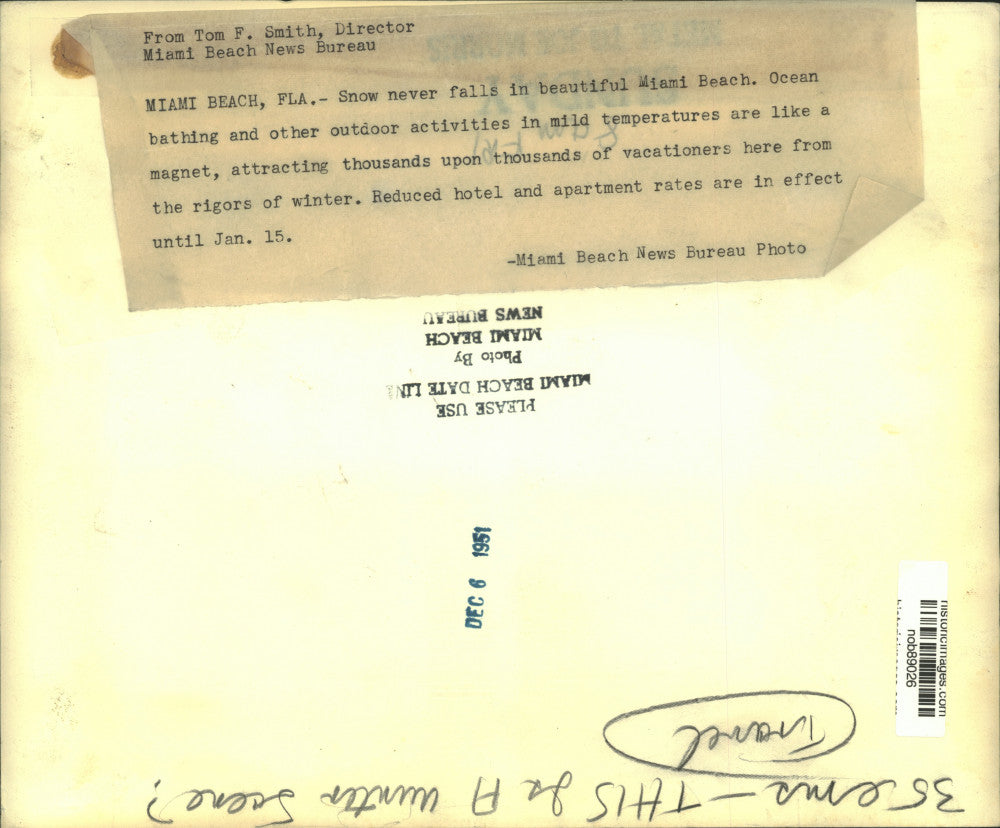 From Tom F. Smith, Director
Miami Beach News Bureau
MIAMI BEACH, FLA.- Snow never falls in beautiful Miami Beach. Ocean
bathing and other outdoor activities in mild temperatures are like a
magnet, attracting thousands upon thousands of vacationers here from
the rigors of winter. Reduced hotel and apartment rates are in effect
until Jan. 15.
-Miami Beach News Bureau Photo
PLEASE USE
MIAMI BEACH DATE LINE
Photo By
MIAMI BEACH
NEWS BUREAU
DEC 6 1951
historicimages.com
nob89026
Travel
35 ems - THIS Is A Winter Scene?